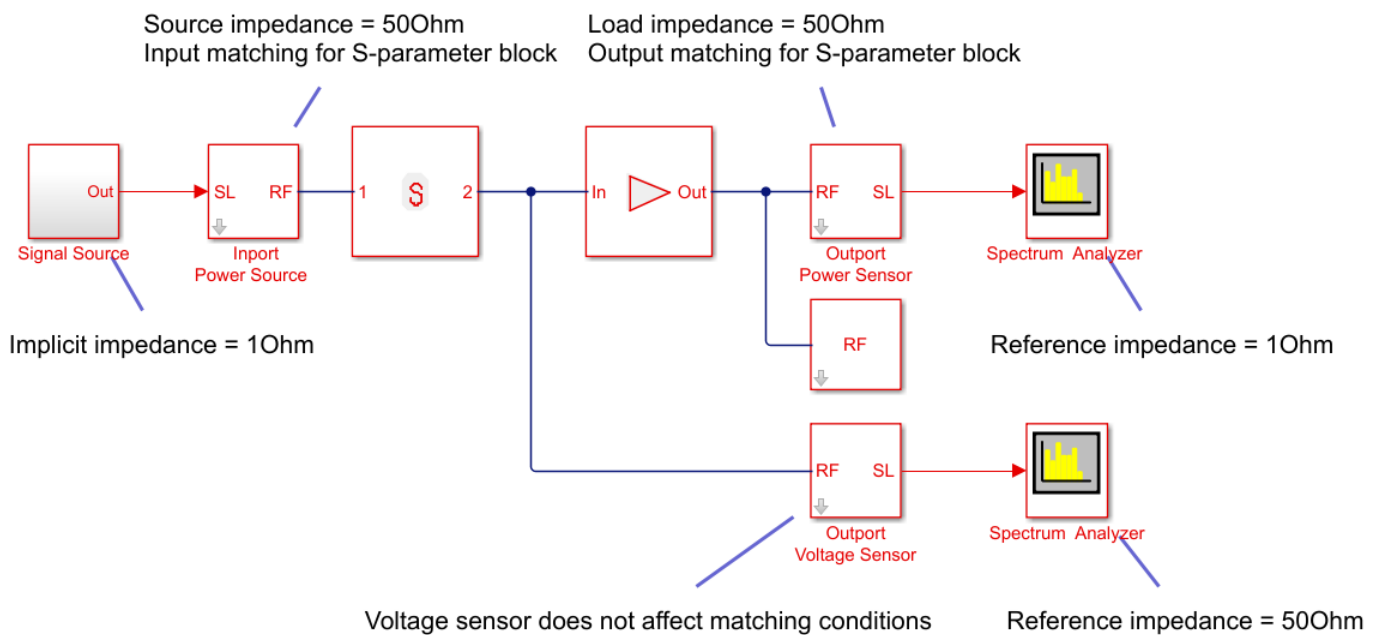 Source impedance = 50Ohm
Input matching for S-parameter block
Load impedance = 50Ohm
Output matching for S-parameter block
Out
SL
RF
1
S
2
In
Out
RF
SL
Signal Source
Inport
Power Source
Outport
Power Sensor
Spectrum Analyzer
Implicit impedance = 1Ohm
RF
Reference impedance = 1Ohm
RF
SL
Outport
Voltage Sensor
Spectrum Analyzer
Voltage sensor does not affect matching conditions
Reference impedance = 50Ohm